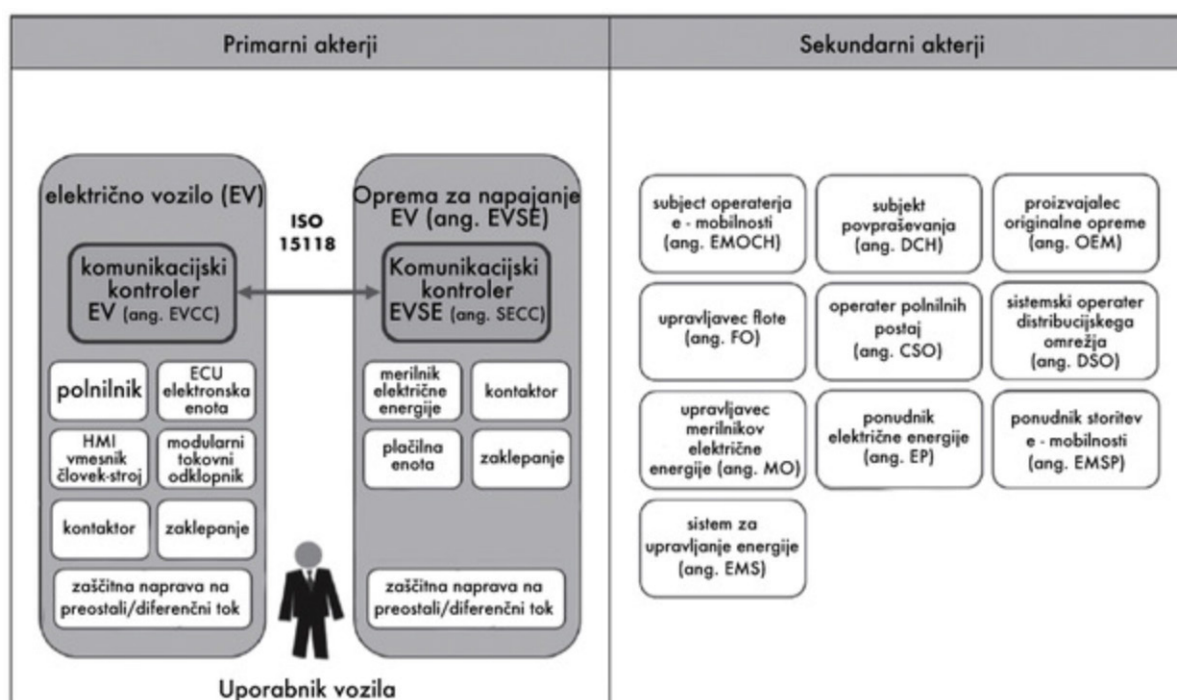 Primarni akterji
Sekundarni akterji
električno vozilo (EV)
komunikacijski
kontroler
EV (ang. EVCC)
polnilnik
ECU
elektronska
enota
HMI
vmesnik
človek-stroj
modularni
tokovni
odklopnik
kontaktor
zaklepanje
zaščitna naprava na
preostali/diferenčni tok
ISO
15118
Oprema za napajanje
EV (ang. EVSE)
Komunikacijski
kontroler
EVSE (ang. SECC)
merilnik
električne
energije
kontaktor
plačilna
enota
zaklepanje
zaščitna naprava na
preostali/diferenčni tok
Uporabnik vozila
subject operaterja
e - mobilnosti
(ang. EMOCH)
subjekt
povpraševanja
(ang. DCH)
proizvajalec
originalne opreme
(ang. OEM)
upravljavec flote
(ang. FO)
operater polnilnih
postaj
(ang. CSO)
sistemski operater
distribucijskega
omrežja
(ang. DSO)
upravljavec
merilnikov
električne
energije (ang. MO)
ponudnik
električne energije
(ang. EP)
ponudnik storitev
e - mobilnosti
(ang. EMSP)
sistem za
upravljanje energije
(ang. EMS)